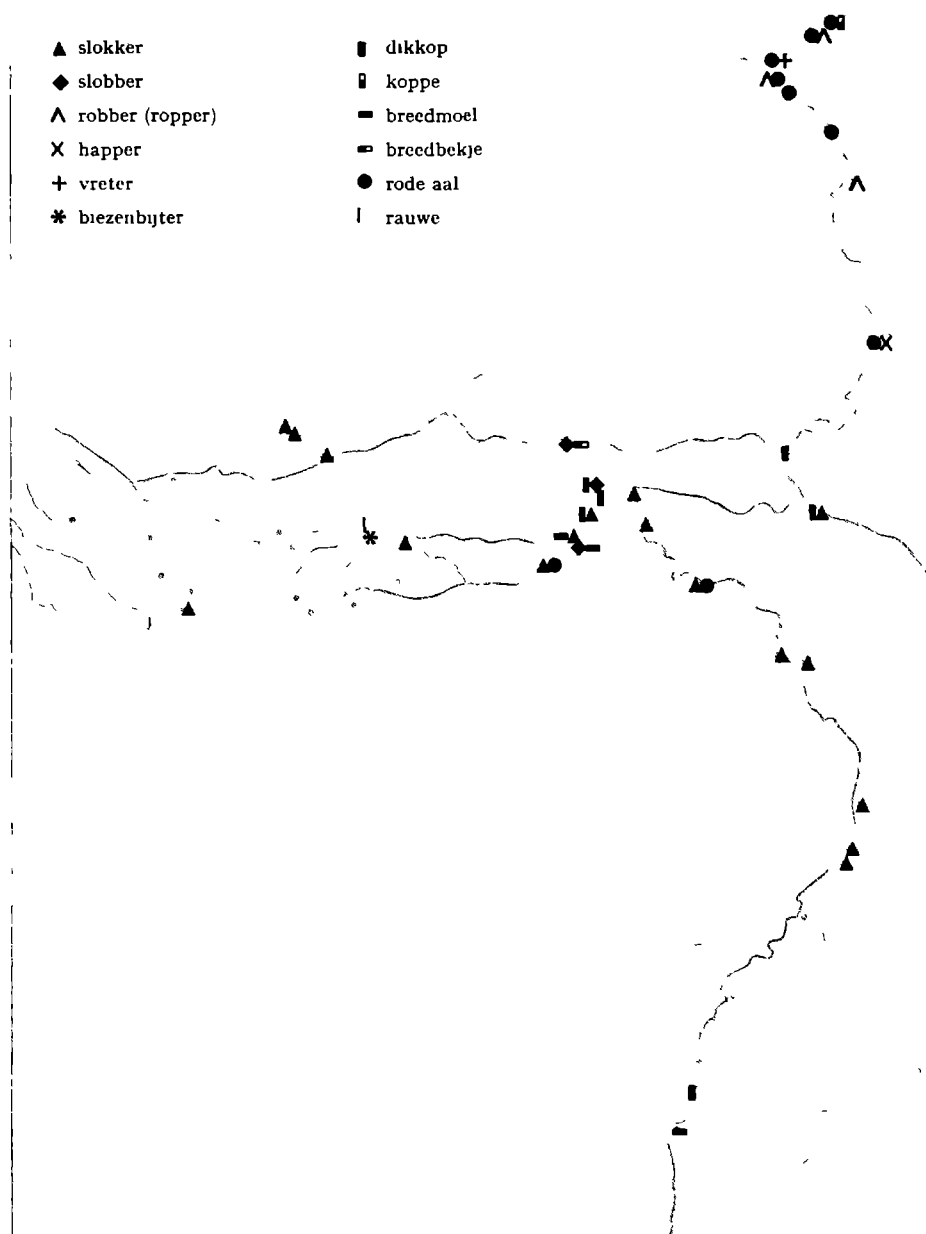 slokker
slobber
robber (ropper)
happer
vreter
biezenbijter
dikkop
koppe
breedmoel
breedbekje
rode aal
rauwe